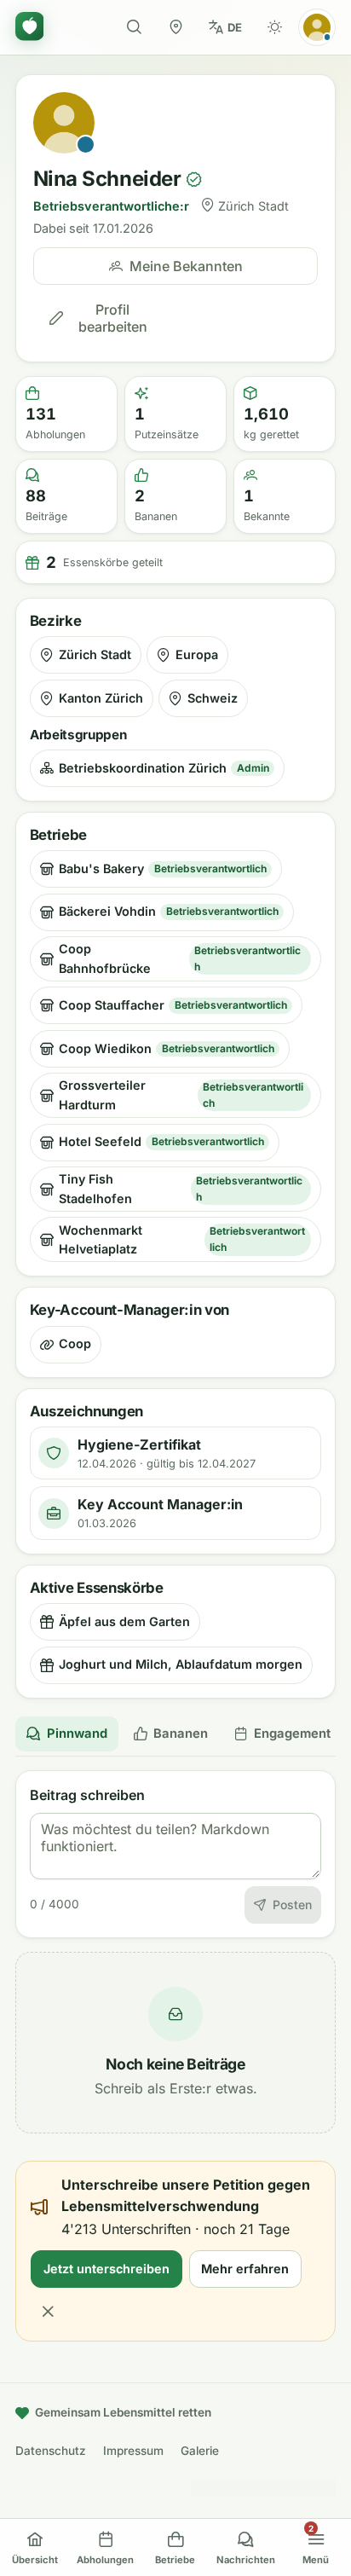 DE
Nina Schneider
Betriebsverantwortliche:r Zürich Stadt
Dabei seit 17.01.2026
Meine Bekannten
Profil
bearbeiten
131
Abholungen
1
Putzeinsätze
1,610
kg gerettet
88
Beiträge
2
Bananen
1
Bekannte
2 Essenskörbe geteilt
Bezirke
Zürich Stadt
Europa
Kanton Zürich
Schweiz
Arbeitsgruppen
Betriebskoordination Zürich Admin
Betriebe
Babu's Bakery Betriebsverantwortlich
Bäckerei Vohdin Betriebsverantwortlich
Coop
Bahnhofbrücke
Betriebsverantwortlic
h
Coop Stauffacher Betriebsverantwortlich
Coop Wiedikon Betriebsverantwortlich
Grossverteiler
Hardturm
Betriebsverantwortli
ch
Hotel Seefeld Betriebsverantwortlich
Tiny Fish
Stadelhofen
Betriebsverantwortlic
h
Wochenmarkt
Helvetiaplatz
Betriebsverantwort
lich
Key-Account-Manager:in von
Coop
Auszeichnungen
Hygiene-Zertifikat
12.04.2026 · gültig bis 12.04.2027
Key Account Manager:in
01.03.2026
Aktive Essenskörbe
Äpfel aus dem Garten
Joghurt und Milch, Ablaufdatum morgen
Pinnwand
Bananen
Engagement
Beitrag schreiben
Was möchtest du teilen? Markdown
funktioniert.
0 / 4000
Posten
Noch keine Beiträge
Schreib als Erste:r etwas.
Unterschreibe unsere Petition gegen
Lebensmittelverschwendung
4'213 Unterschriften · noch 21 Tage
Jetzt unterschreiben
Mehr erfahren
Gemeinsam Lebensmittel retten
Datenschutz
Impressum
Galerie
2
Übersicht
Abholungen
Betriebe
Nachrichten
Menü